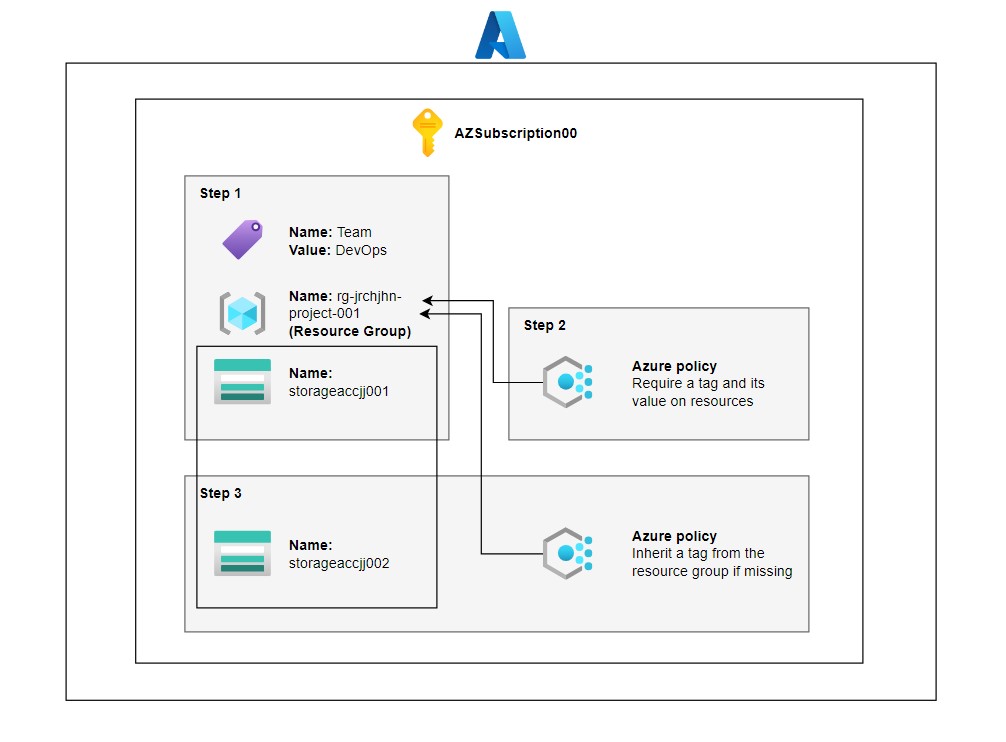 AZSubscription00
Step 1
Name: Team
Value: DevOps
Name: rg-jrchjhn-
project-001
(Resource Group)
Name:
storageaccjj001
Step 2
Azure policy
Require a tag and its
value on resources
Step 3
Name:
storageaccjj002
Azure policy
Inherit a tag from the
resource group if missing